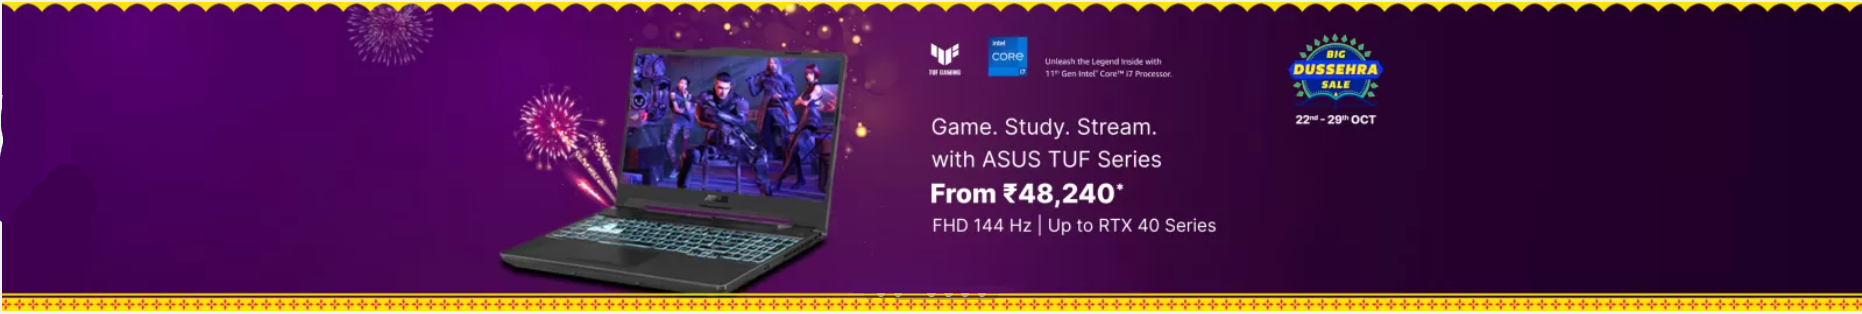 TUF GAMING
intel
CORE
i7
Unleash the Legend Inside with
11th Gen Intel® Core™ i7 Processor.
Game. Study. Stream.
with ASUS TUF Series
From ₹48,240*
FHD 144 Hz | Up to RTX 40 Series
BIG
DUSSEHRA
SALE
22nd - 29th OCT